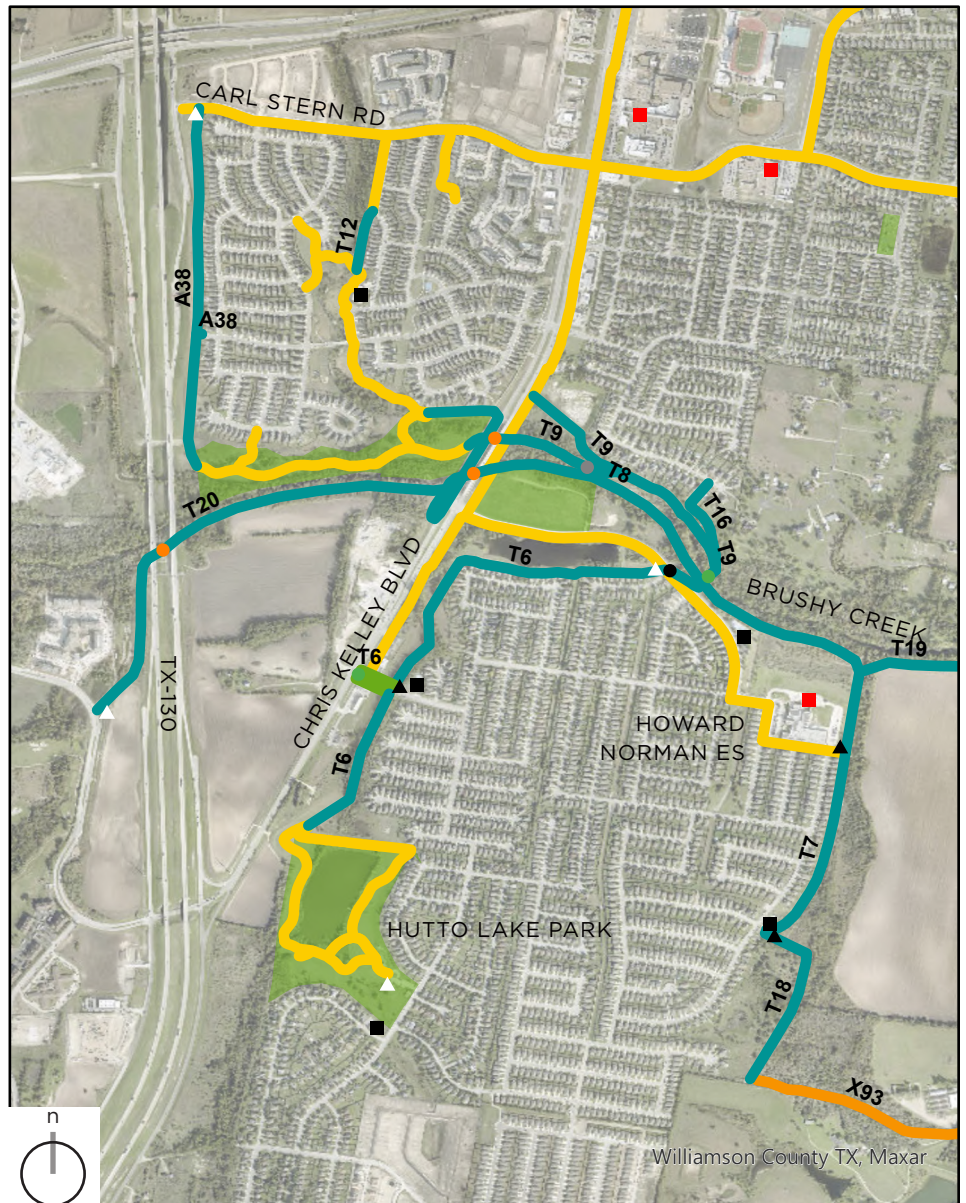 CARL STERN RD
T12
A38
A38
T9
T9
T8
T20
T16
T9
T6
BRUSHY CREEK
T19
CHRIS KELLEY BLVD
T6
TX-130
HOWARD
NORMAN ES
T6
T7
HUTTO LAKE PARK
T18
X93
n
Williamson County TX, Maxar